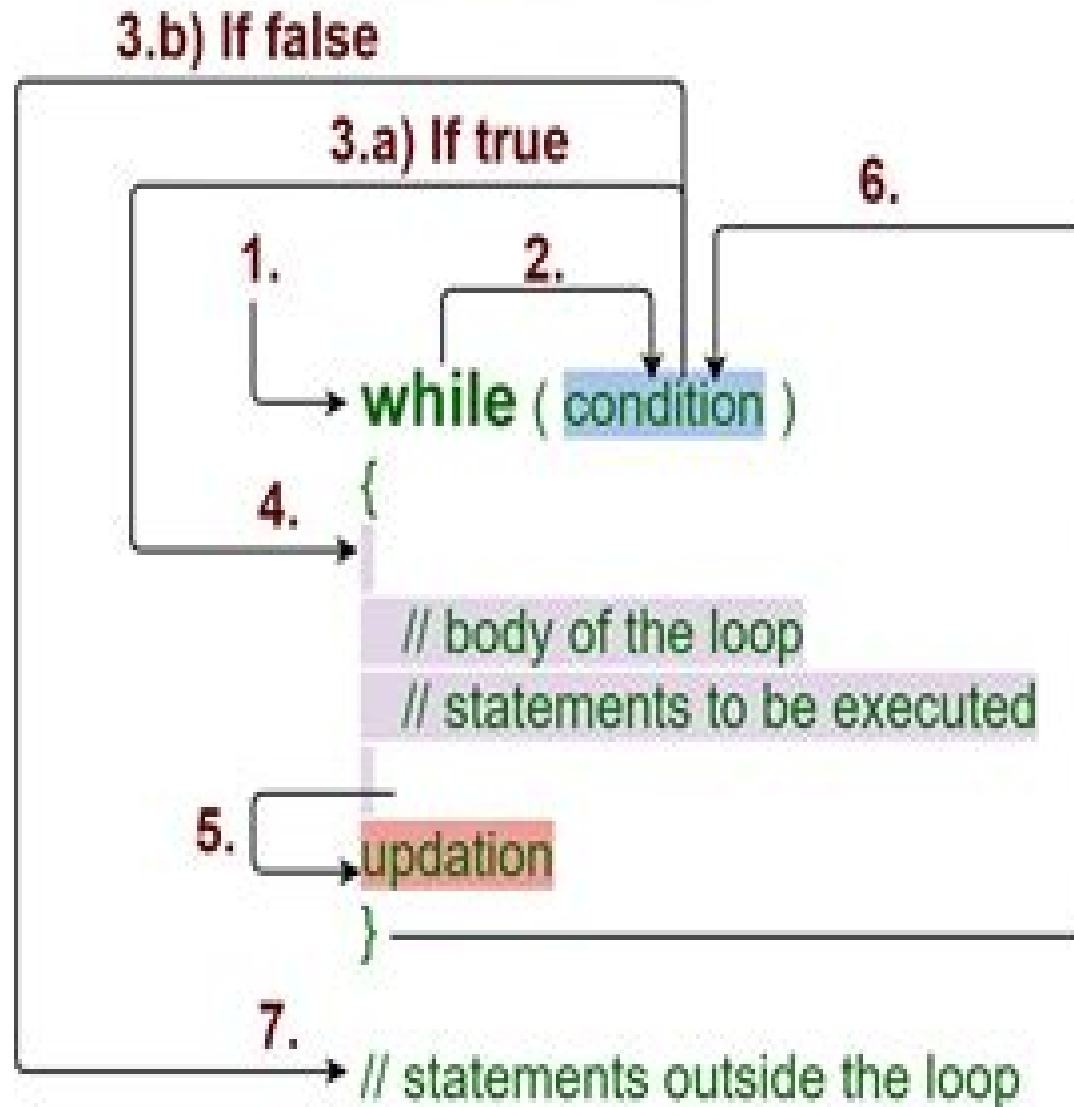 3.b) If false
3.a) If true
6.
1.
2.
while ( condition )
{
4.
// body of the loop
// statements to be executed
5.
updation
}
7.
// statements outside the loop